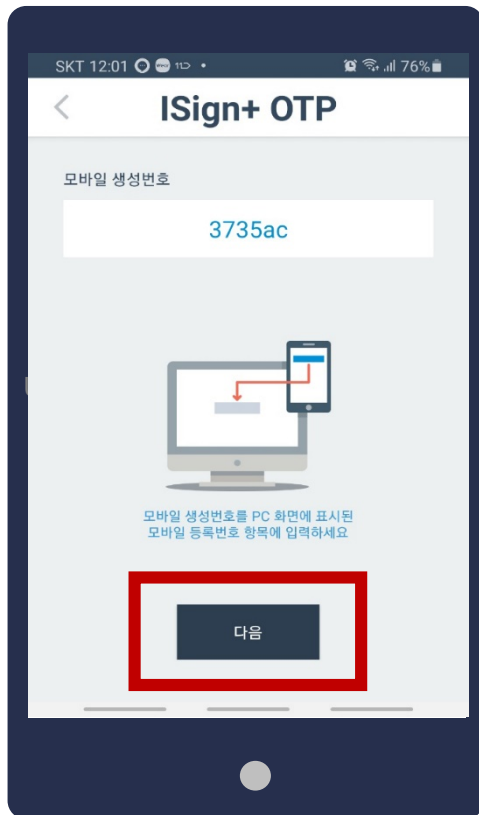 SKT 12:01
76%
ISign+ OTP
모바일 생성번호
3735ac
모바일 생성번호를 PC 화면에 표시된
모바일 등록번호 항목에 입력하세요
다음